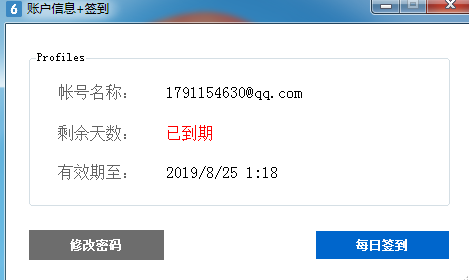 6 账户信息+签到
Profiles
帐号名称： 1791154630@qq.com
剩余天数： 已到期
有效期至： 2019/8/25 1:18
修改密码 每日签到